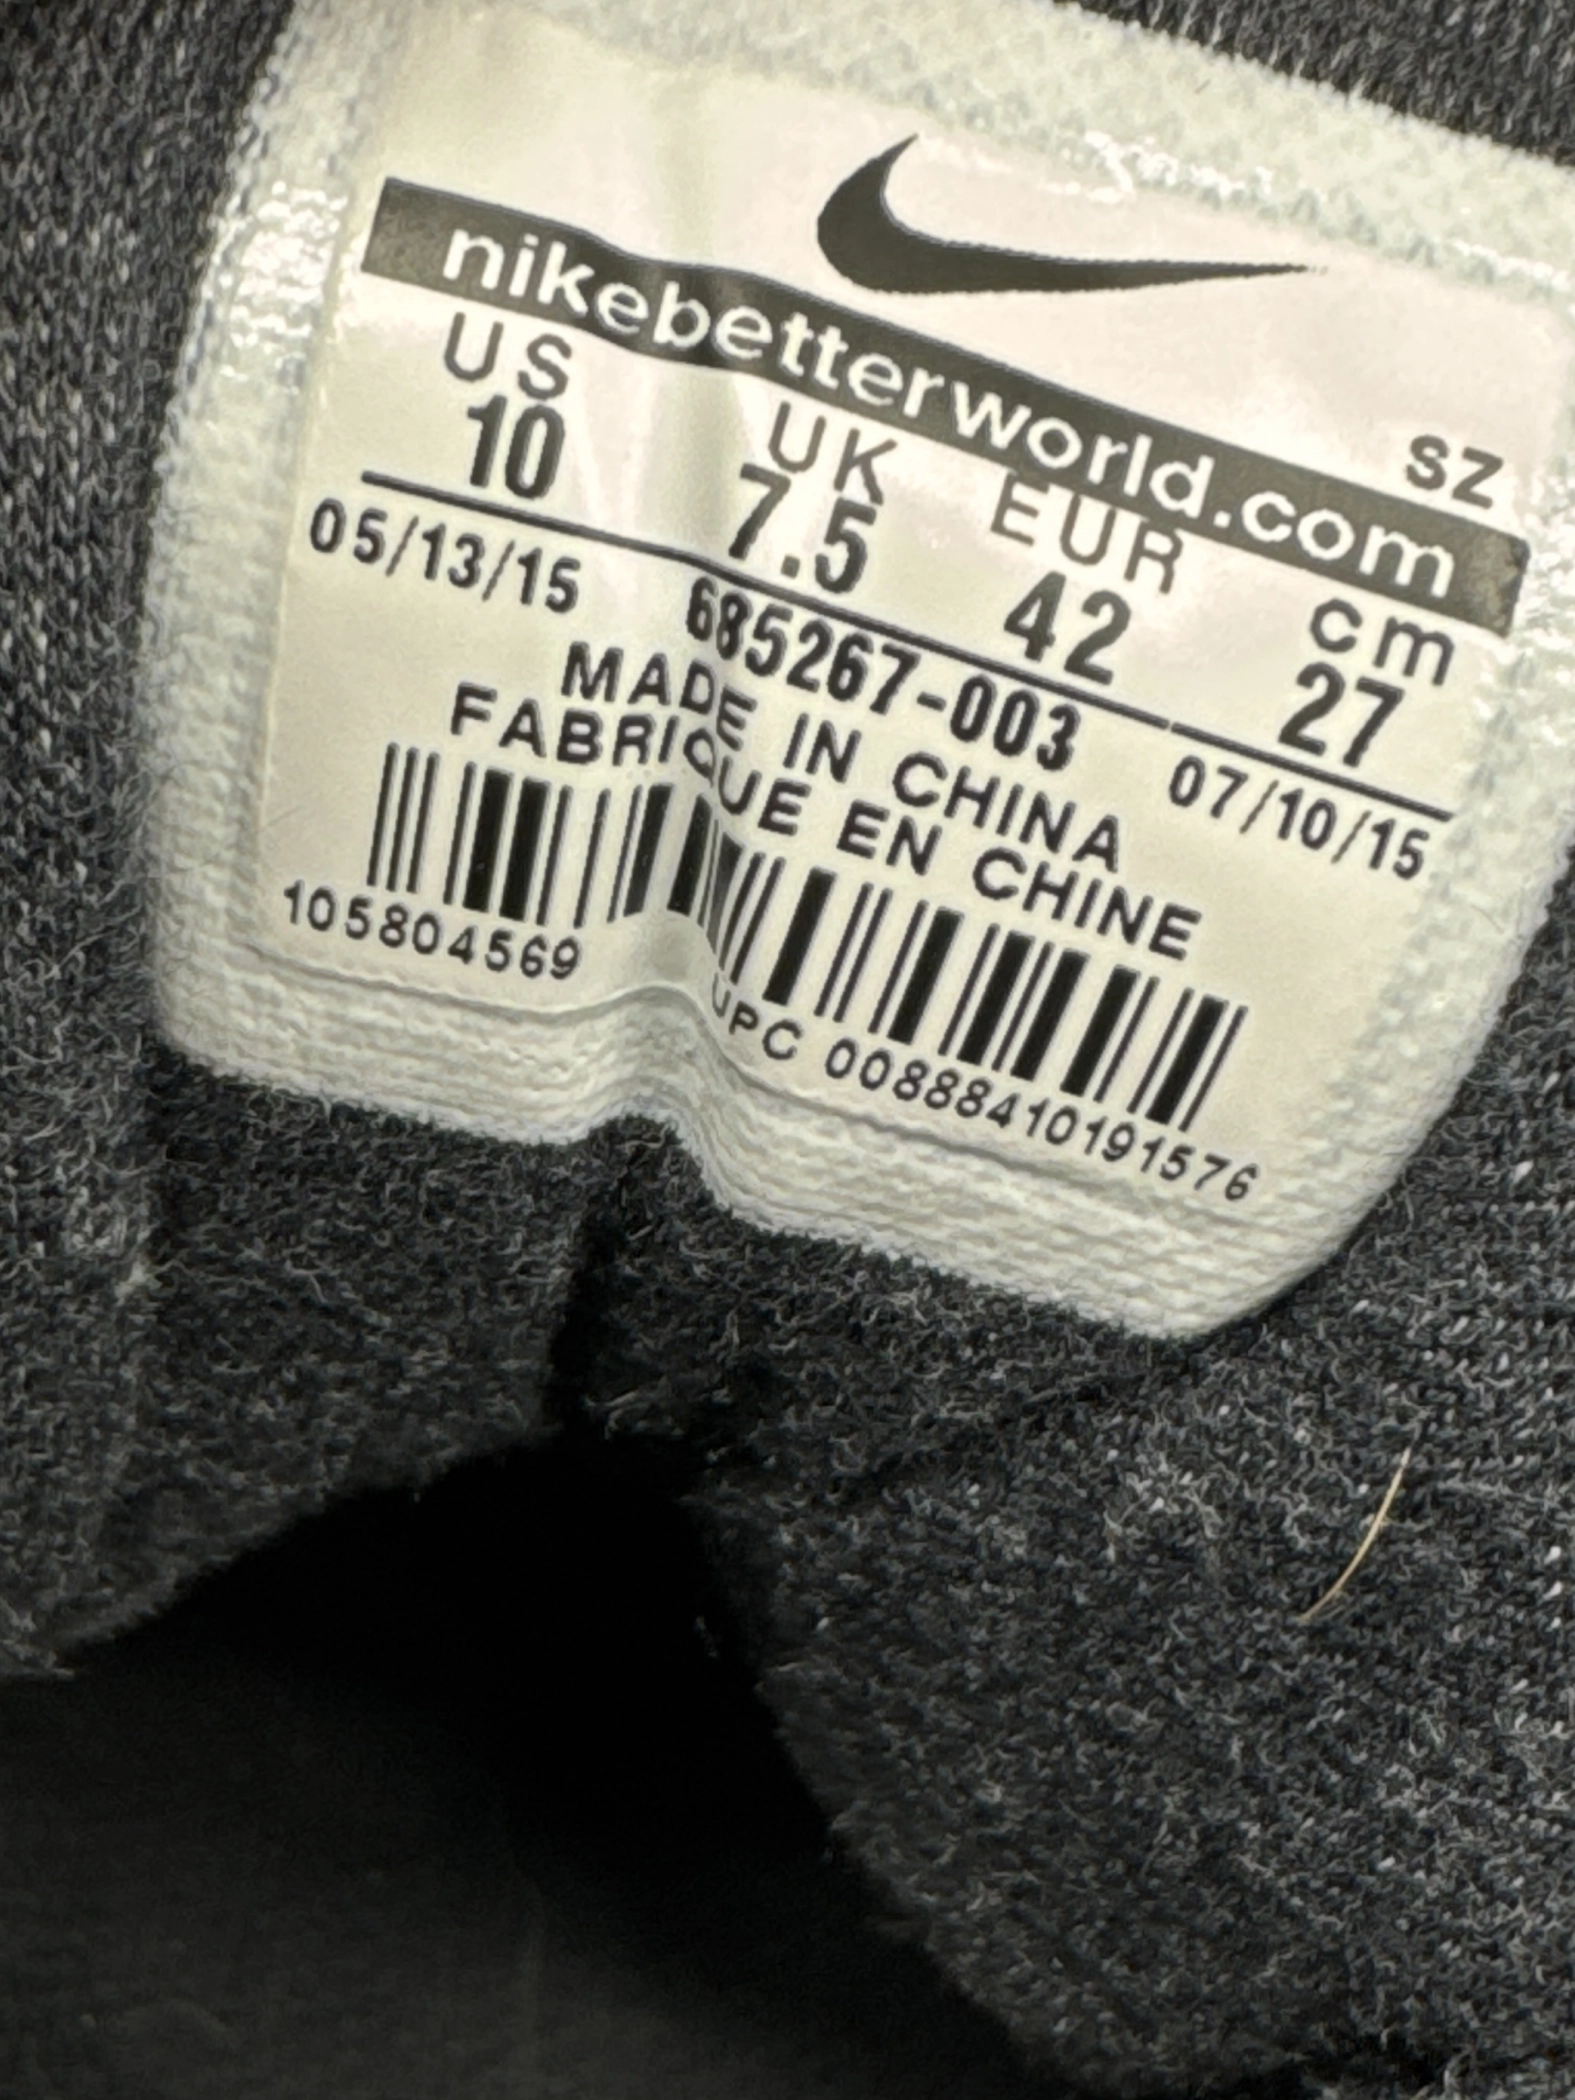 nikebetterworld.com
SZ
US UK EUR cm
10 7.5 42 27
05/13/15 685267-003 07/10/15
MADE IN CHINA
FABRIQUE EN CHINE
105804569 UPC 00888410191576